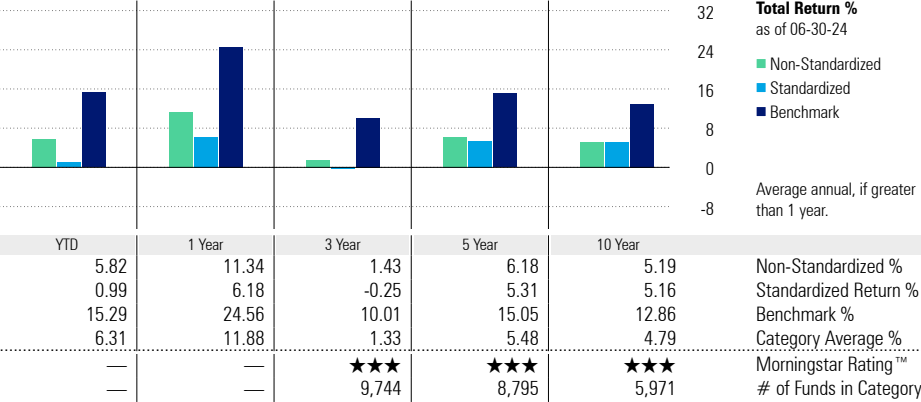 32
24
16
8
0
-8
Total Return %
as of 06-30-24
Non-Standardized
Standardized
Benchmark
Average annual, if greater
than 1 year.
YTD 1 Year 3 Year 5 Year 10 Year
5.82 11.34 1.43 6.18 5.19 Non-Standardized %
0.99 6.18 -0.25 5.31 5.16 Standardized Return %
15.29 24.56 10.01 15.05 12.86 Benchmark %
6.31 11.88 1.33 5.48 4.79 Category Average %
— — ★★★ ★★★ ★★★ Morningstar Rating™
— — 9,744 8,795 5,971 # of Funds in Category